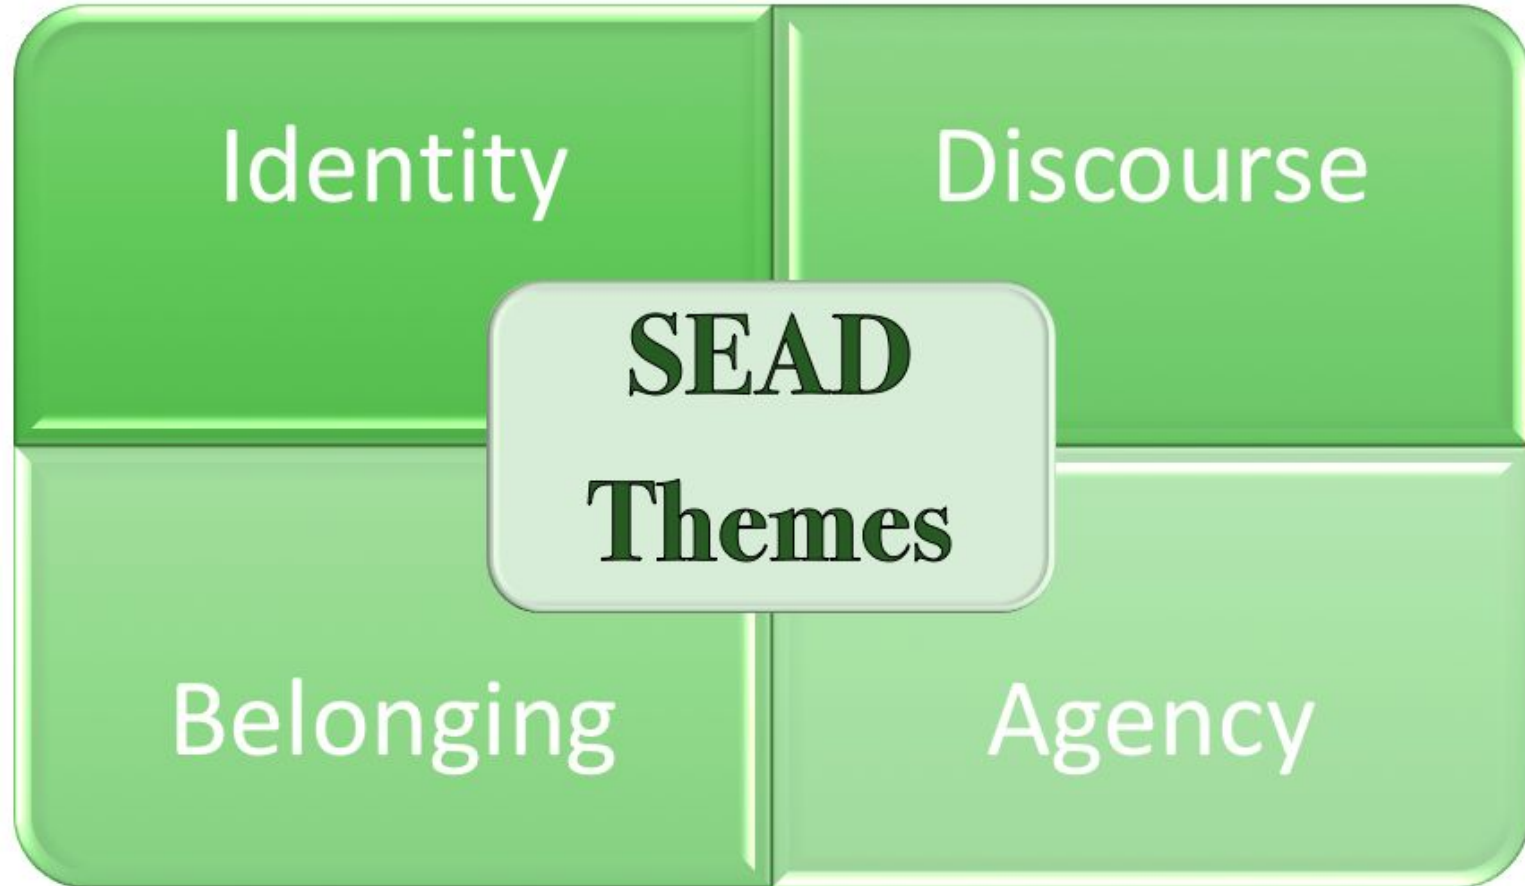 Identity
Discourse
SEAD
Themes
Belonging
Agency